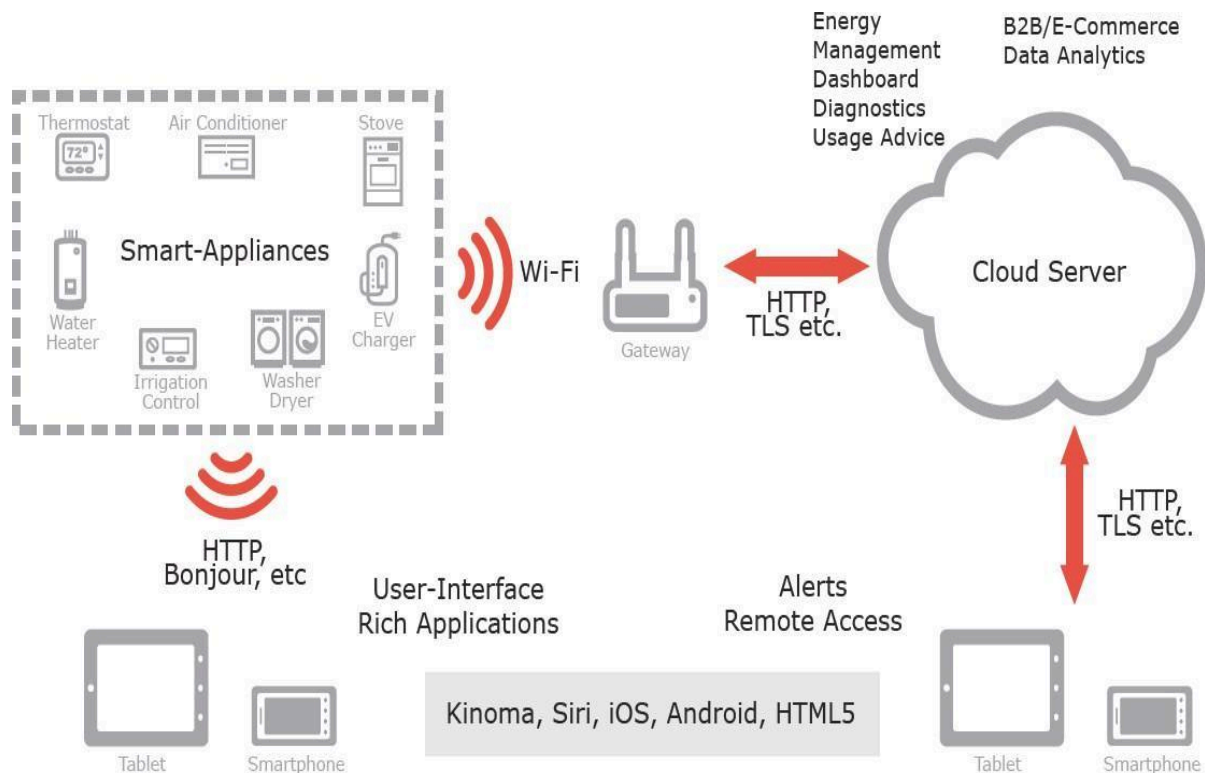 Energy
Management
Dashboard
Diagnostics
Usage Advice
B2B/E-Commerce
Data Analytics
Thermostat
Air Conditioner
Stove
72º
Smart-Appliances
Wi-Fi
Cloud Server
HTTP,
TLS etc.
Water
Heater
EV
Charger
Gateway
Irrigation
Control
Washer
Dryer
HTTP,
TLS etc.
HTTP,
Bonjour, etc
User-Interface
Rich Applications
Alerts
Remote Access
Kinoma, Siri, iOS, Android, HTML5
Tablet
Smartphone
Tablet
Smartphone